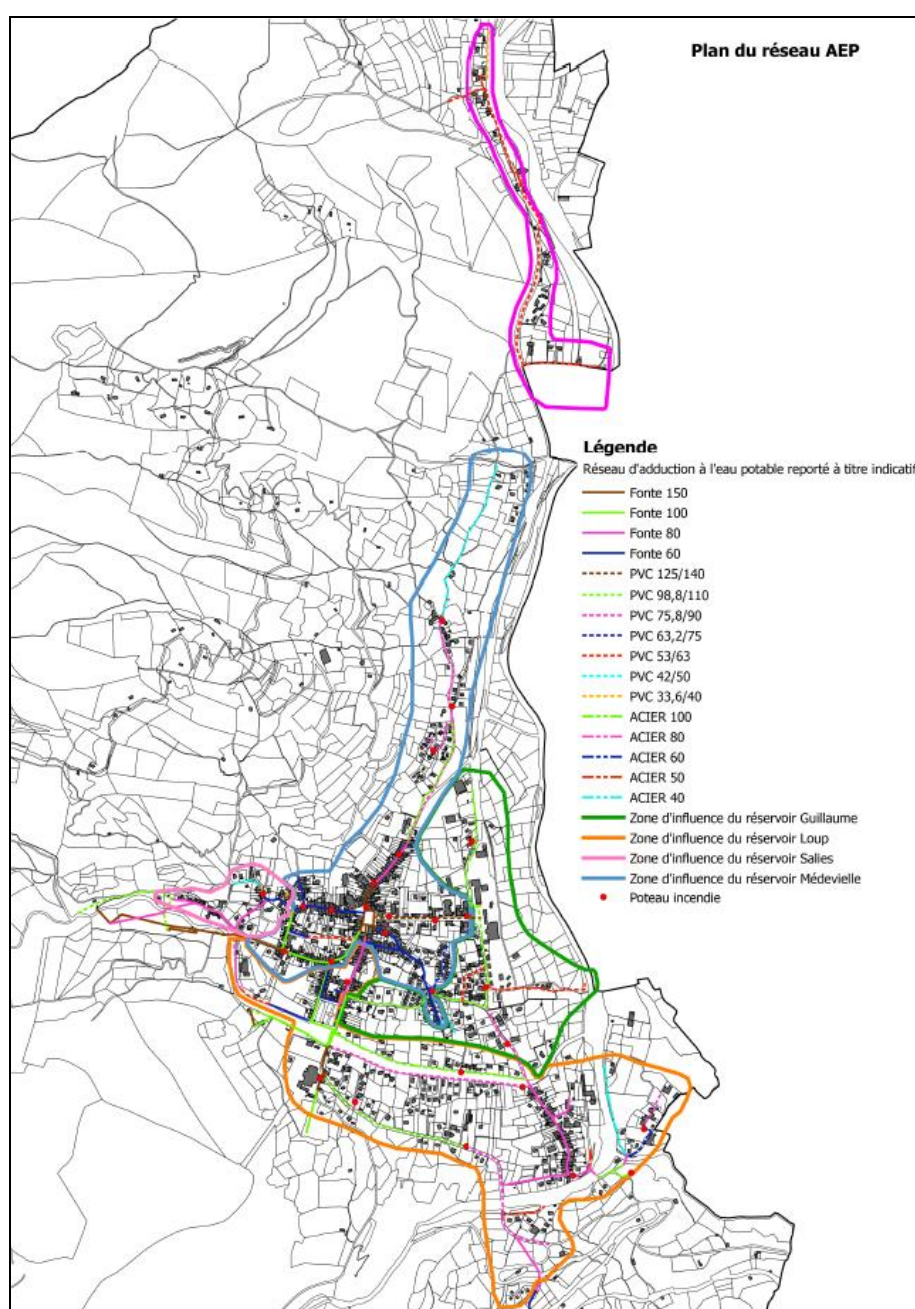 Plan du réseau AEP
Légende
Réseau d'adduction à l'eau potable reporté à titre indicatif
Fonte 150
Fonte 100
Fonte 80
Fonte 60
PVC 125/140
PVC 98,8/110
PVC 75,8/90
PVC 63,2/75
PVC 53/63
PVC 42/50
PVC 33,6/40
ACIER 100
ACIER 80
ACIER 60
ACIER 50
ACIER 40
Zone d'influence du réservoir Guillaume
Zone d'influence du réservoir Loup
Zone d'influence du réservoir Salies
Zone d'influence du réservoir Médevielle
Poteau incendie